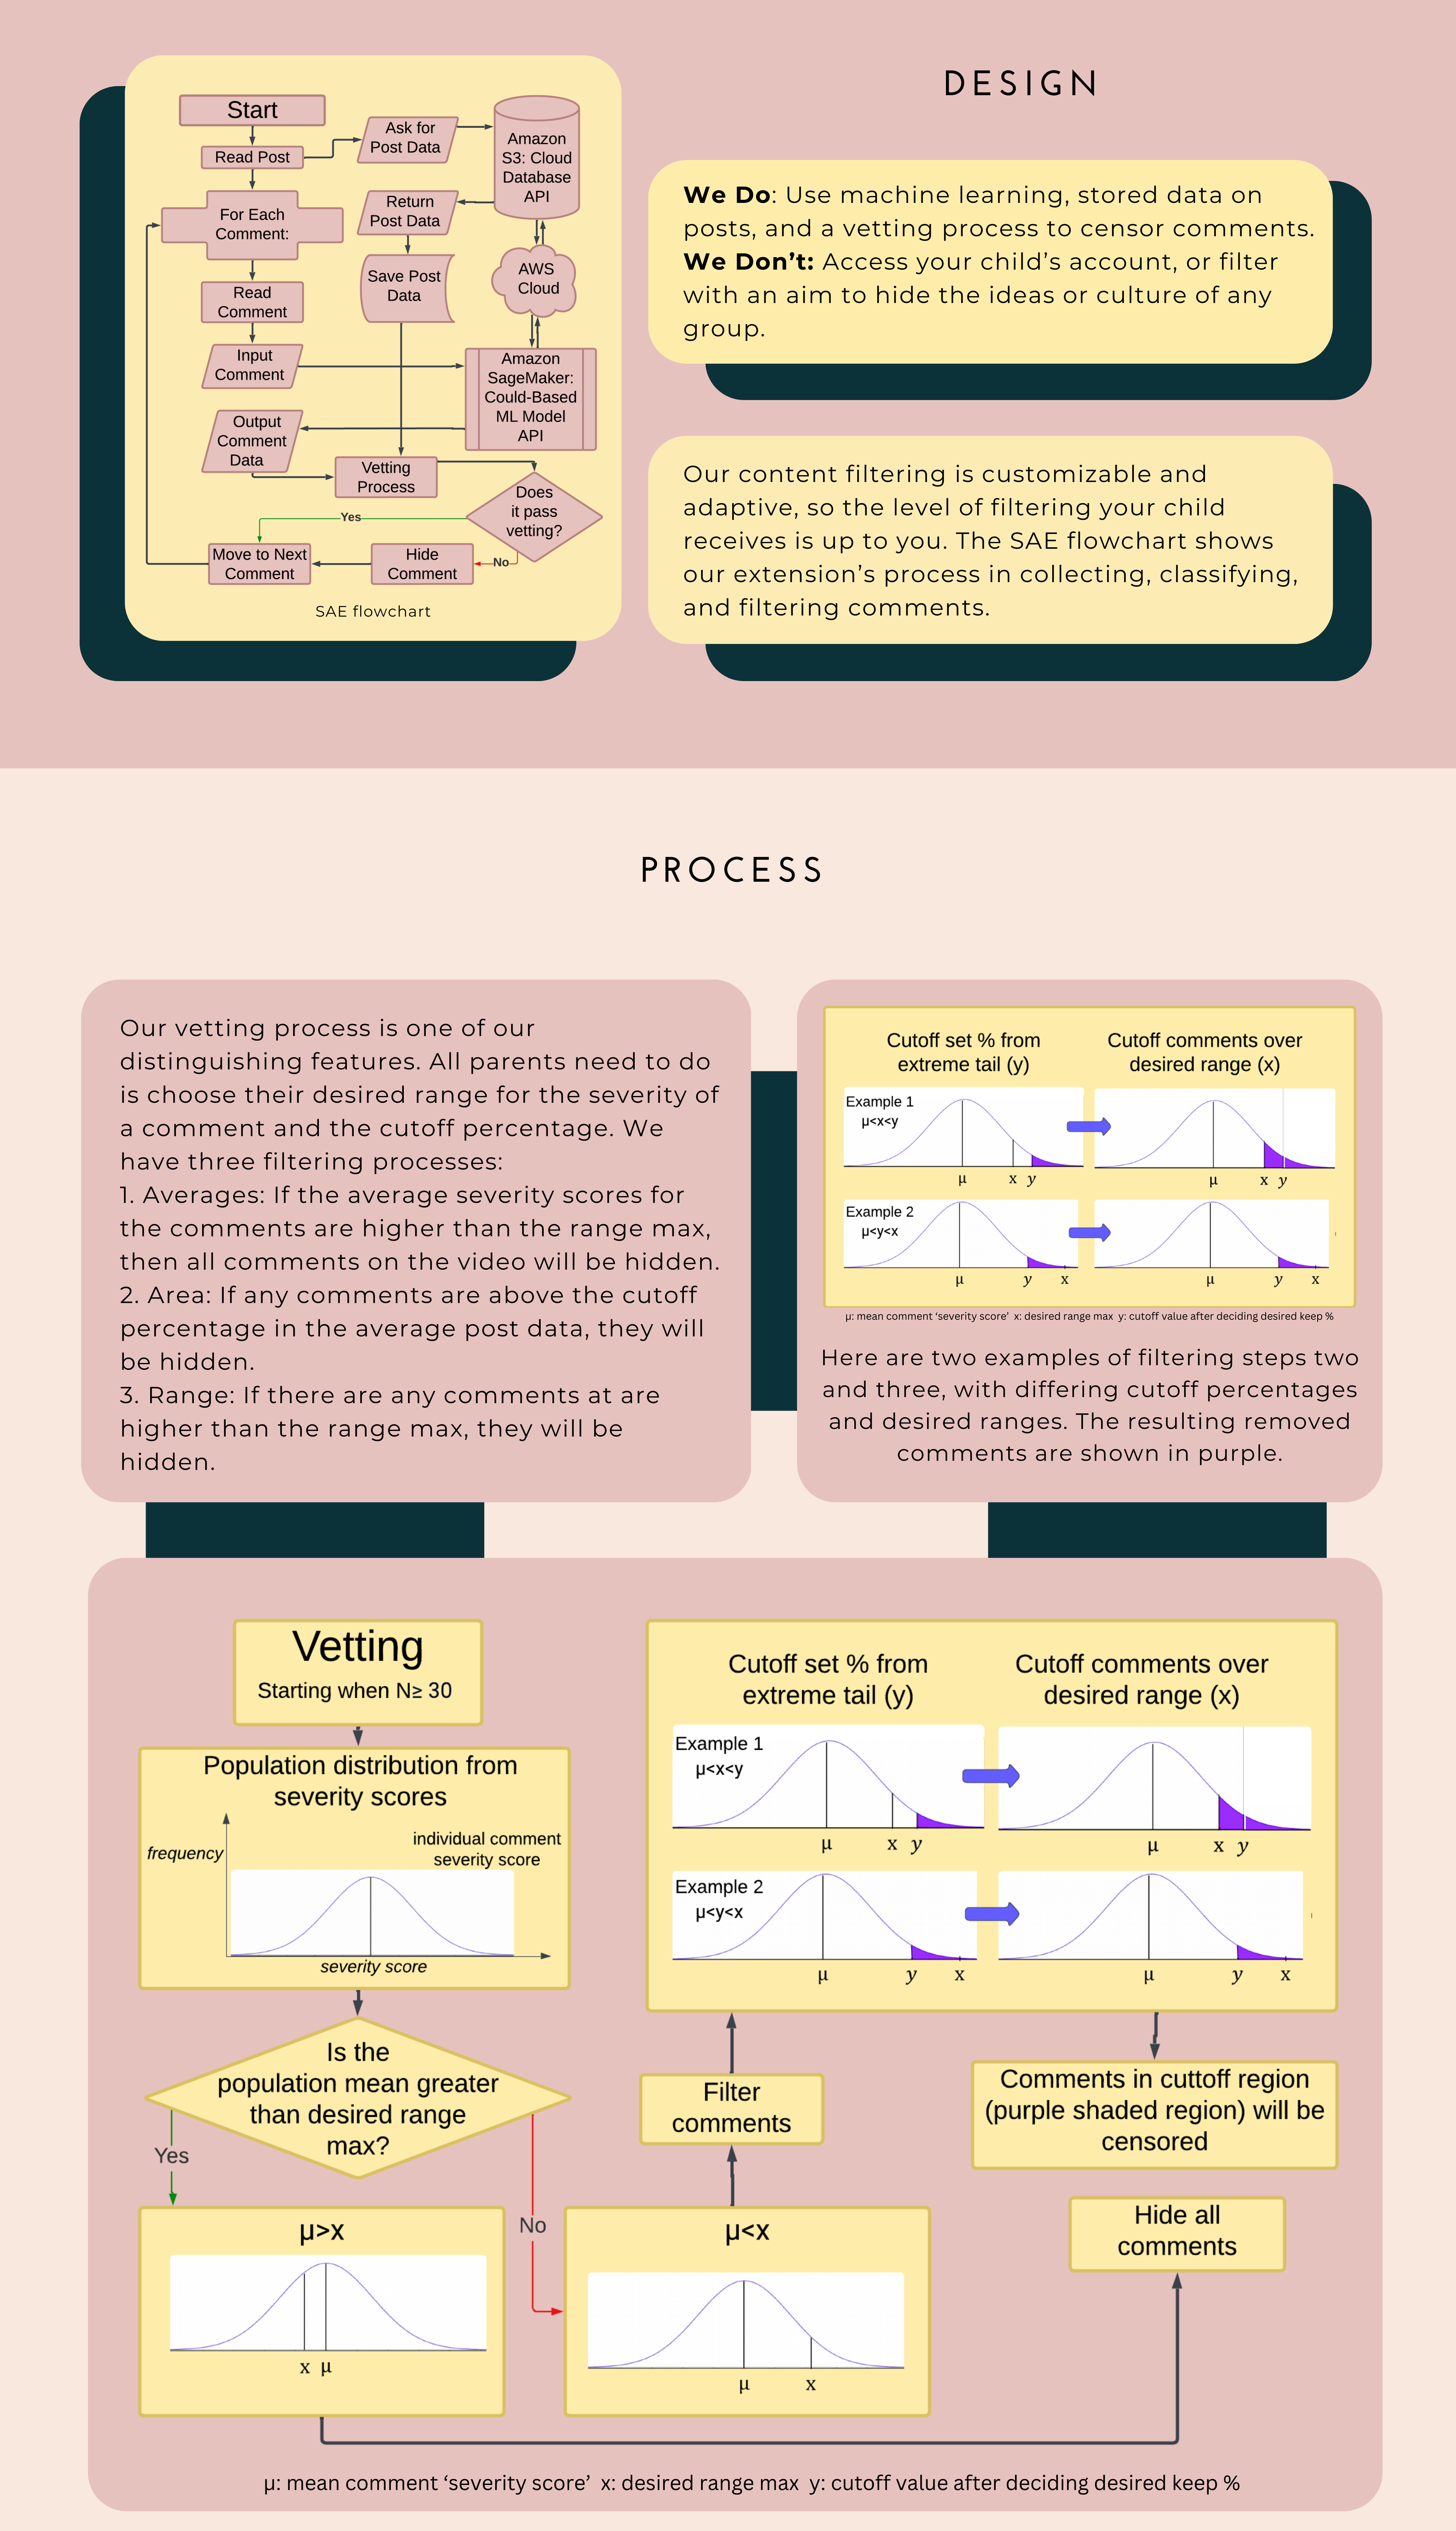 DESIGN
Start
Read Post
Ask for
Post Data
Amazon
S3: Cloud
Database
API
Return
Post Data
For Each
Comment:
Save Post
Data
AWS
Cloud
Read
Comment
Input
Comment
Amazon
SageMaker:
Could-Based
ML Model
API
Output
Comment
Data
Vetting
Process
Does
it pass
vetting?
Yes
No
Move to Next
Comment
Hide
Comment
SAE flowchart
We Do: Use machine learning, stored data on
posts, and a vetting process to censor comments.
We Don’t: Access your child’s account, or filter
with an aim to hide the ideas or culture of any
group.
Our content filtering is customizable and
adaptive, so the level of filtering your child
receives is up to you. The SAE flowchart shows
our extension’s process in collecting, classifying,
and filtering comments.
PROCESS
Our vetting process is one of our
distinguishing features. All parents need to do
is choose their desired range for the severity of
a comment and the cutoff percentage. We
have three filtering processes:
1. Averages: If the average severity scores for
the comments are higher than the range max,
then all comments on the video will be hidden.
2. Area: If any comments are above the cutoff
percentage in the average post data, they will
be hidden.
3. Range: If there are any comments at are
higher than the range max, they will be
hidden.
Cutoff set % from
extreme tail (y)
Cutoff comments over
desired range (x)
Example 1
μ<x<y
μ x y
μ x y
Example 2
μ<y<x
μ y x
μ y x
μ: mean comment ‘severity score’ x: desired range max y: cutoff value after deciding desired keep %
Here are two examples of filtering steps two
and three, with differing cutoff percentages
and desired ranges. The resulting removed
comments are shown in purple.
Vetting
Starting when N≥ 30
Population distribution from
severity scores
frequency
individual comment
severity score
severity score
Is the
population mean greater
than desired range
max?
Yes
No
μ>x
x μ
μ<x
μ x
Filter
comments
Cutoff set % from
extreme tail (y)
Cutoff comments over
desired range (x)
Example 1
μ<x<y
μ x y
μ x y
Example 2
μ<y<x
μ y x
μ y x
Comments in cuttoff region
(purple shaded region) will be
censored
Hide all
comments
μ: mean comment ‘severity score’ x: desired range max y: cutoff value after deciding desired keep %